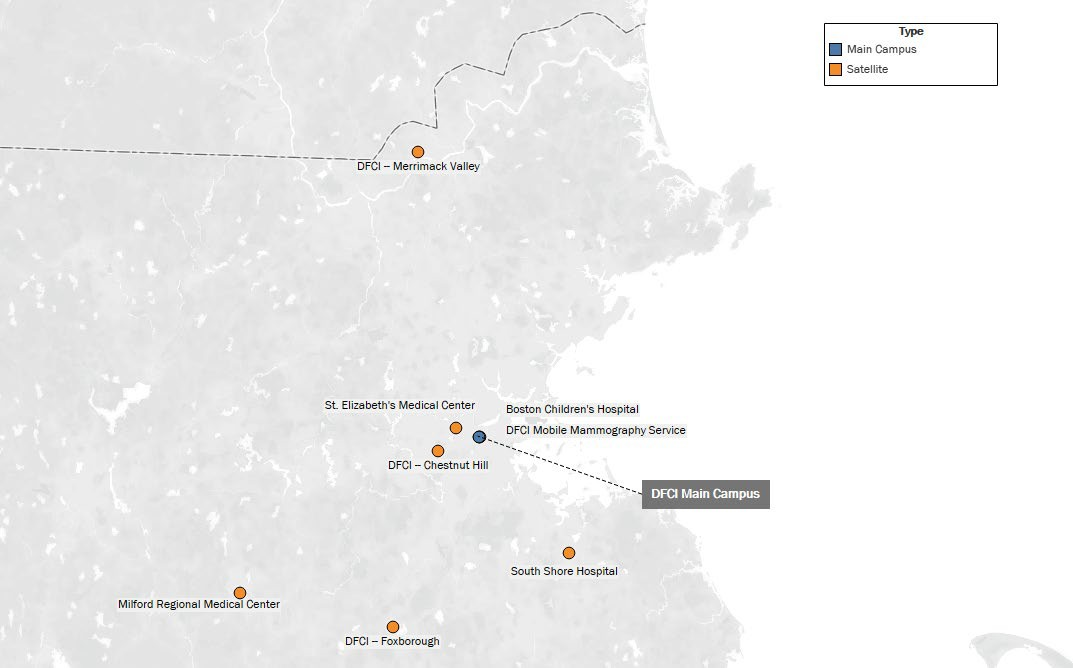 Type
Main Campus
Satellite
DFCI – Merrimack Valley
St. Elizabeth's Medical Center
Boston Children's Hospital
DFCI Mobile Mammography Service
DFCI – Chestnut Hill
DFCI Main Campus
South Shore Hospital
Milford Regional Medical Center
DFCI – Foxborough